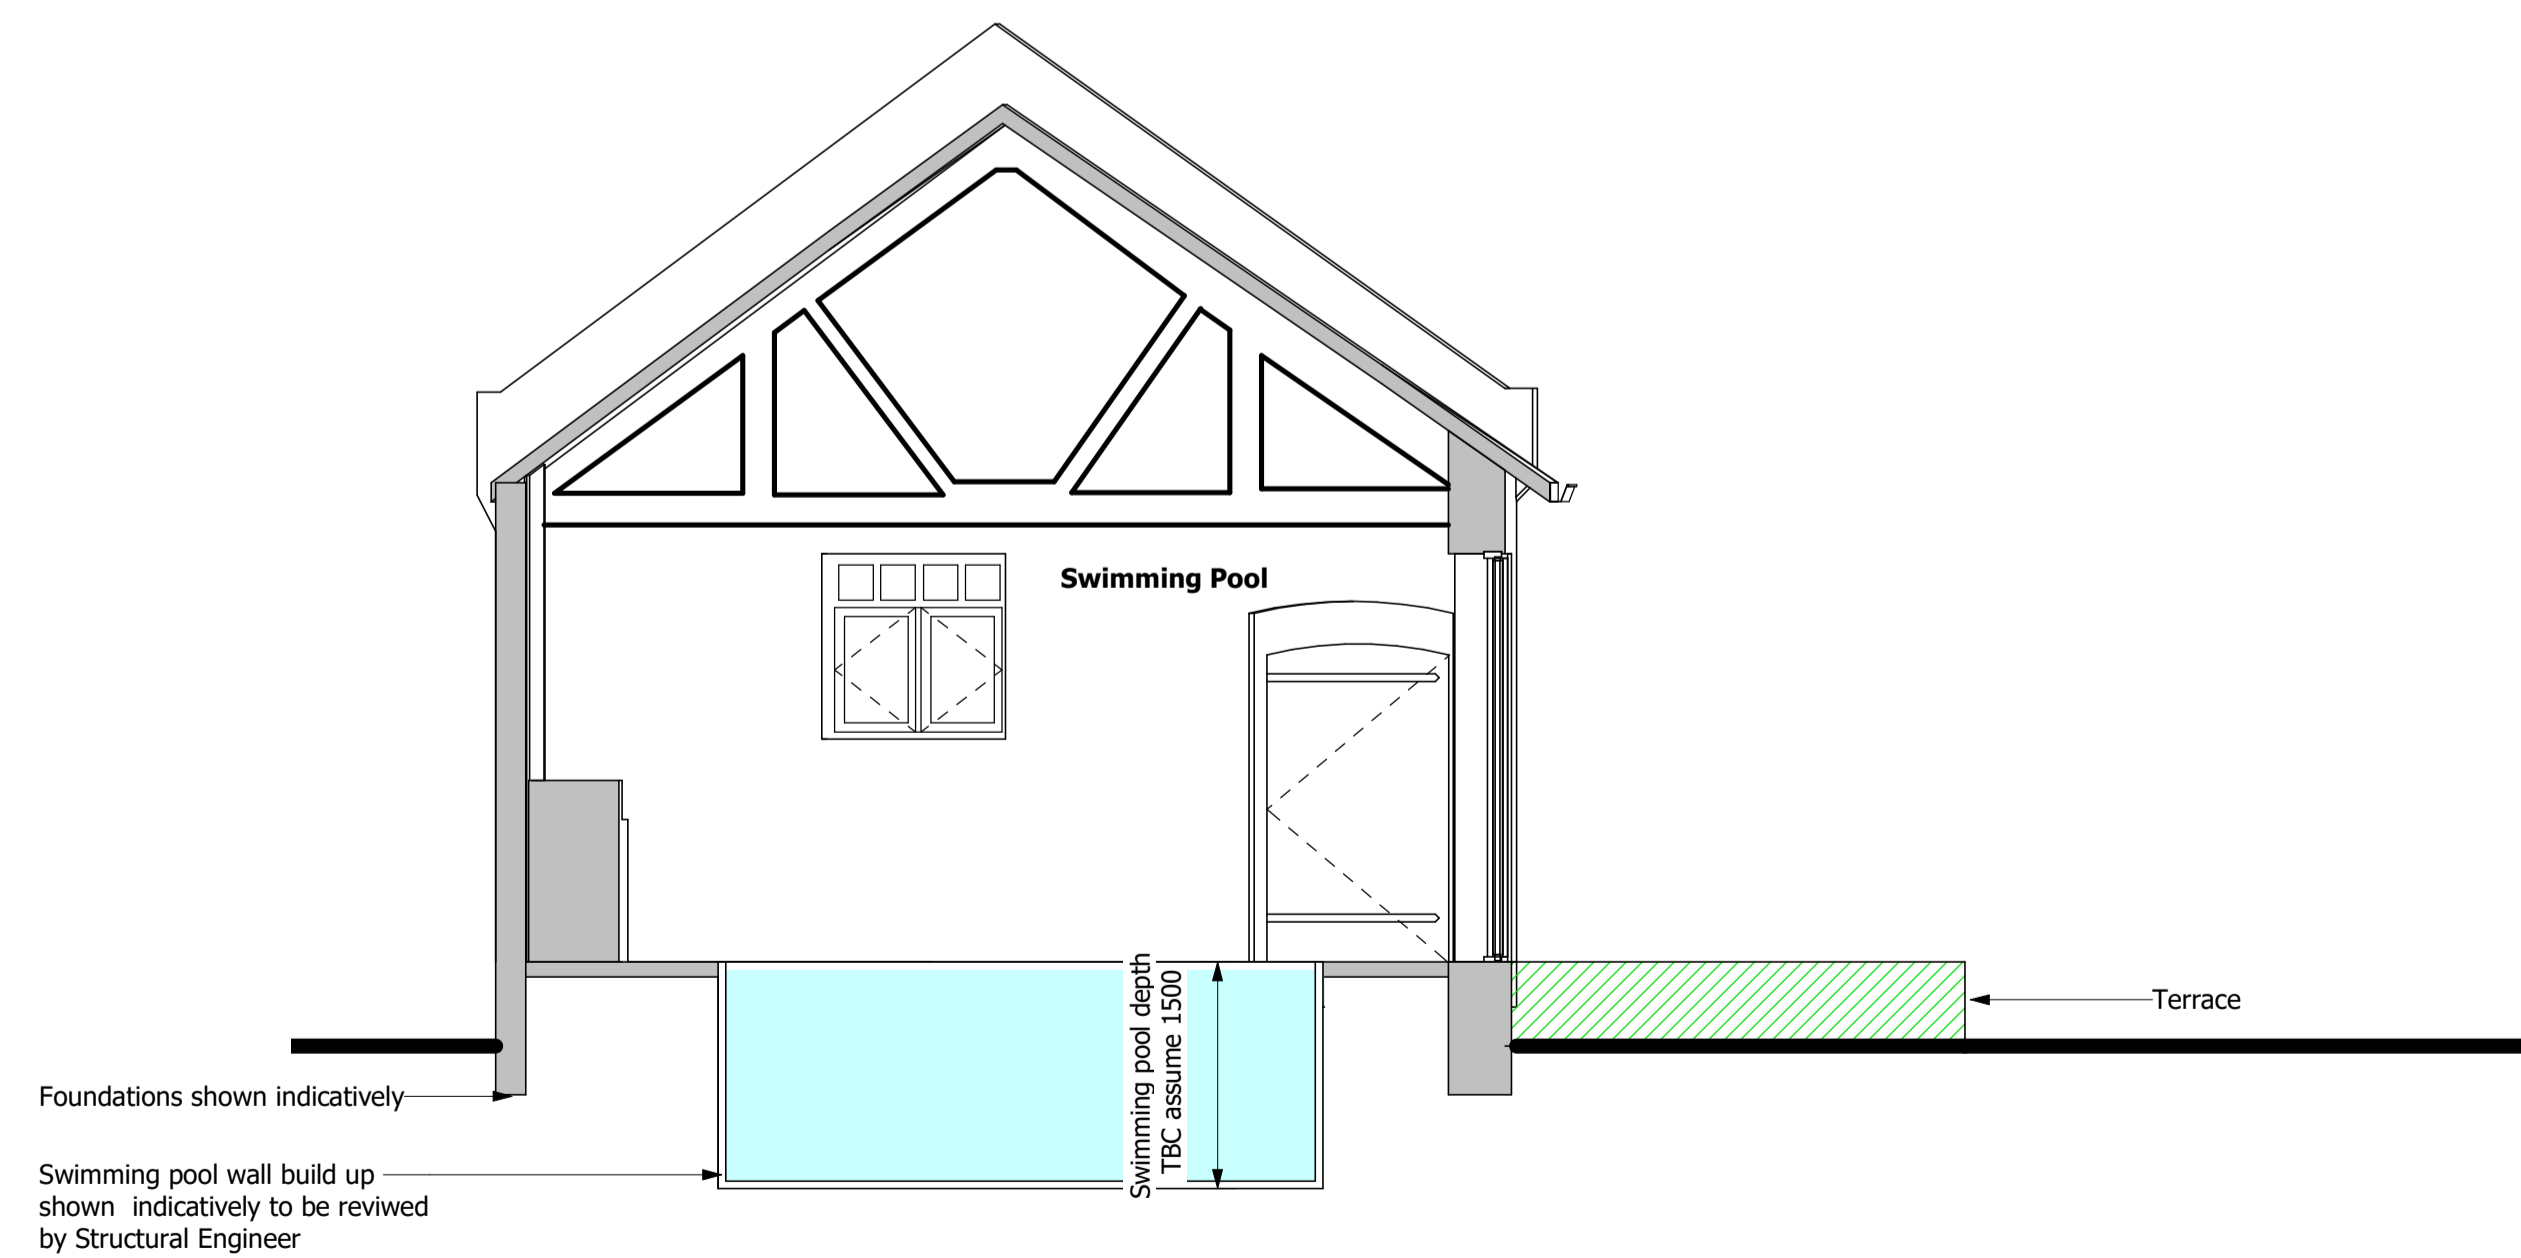 Swimming Pool
Swimming pool depth
TBC assume 1500
Terrace
Foundations shown indicatively
Swimming pool wall build up
shown  indicatively to be reviwed
by Structural Engineer